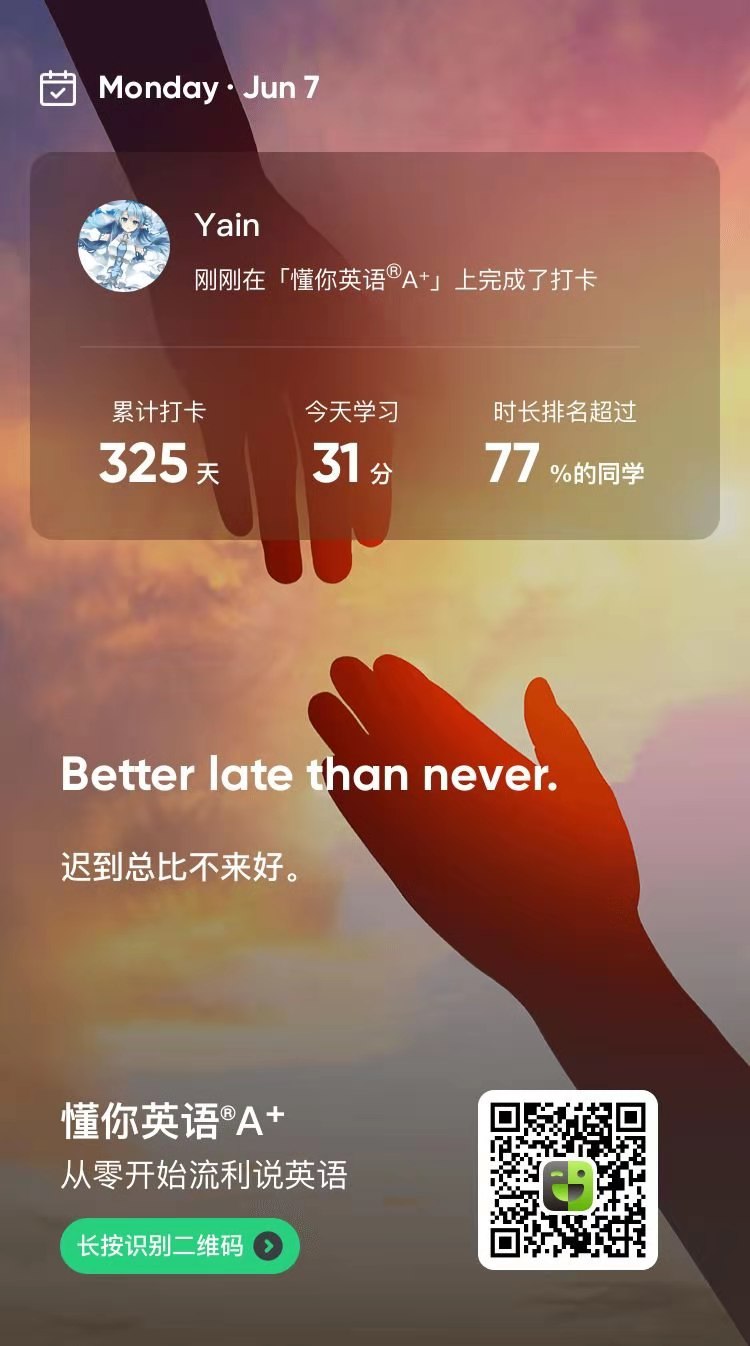 Monday · Jun 7
Yain
刚刚在「懂你英语®A⁺」上完成了打卡
累计打卡 今天学习 时长排名超过
325 天 31 分 77 %的同学
Better late than never.
迟到总比不来好。
懂你英语®A⁺
从零开始流利说英语
长按识别二维码